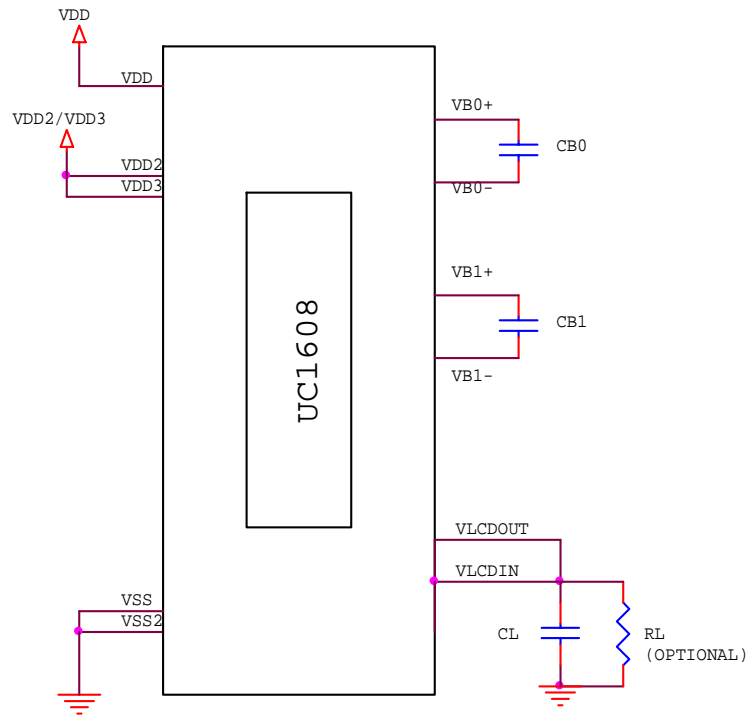 VDD
VDD
VDD2/VDD3
VDD2
VDD3
VB0+
CB0
VB0-
VB1+
CB1
VB1-
UC1608
VLCDOUT
VLCDIN
VSS
VSS2
CL
RL
(OPTIONAL)